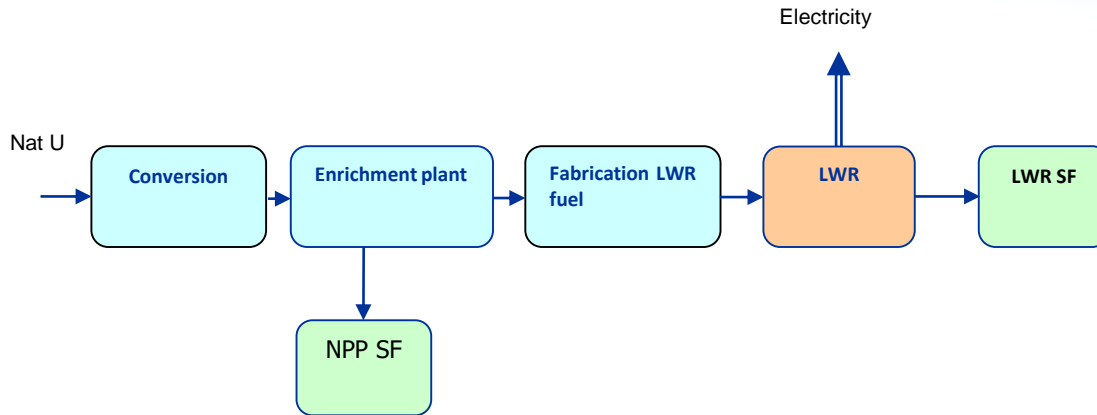 Electricity
Nat U
Conversion
Enrichment plant
Fabrication LWR
fuel
LWR
LWR SF
NPP SF